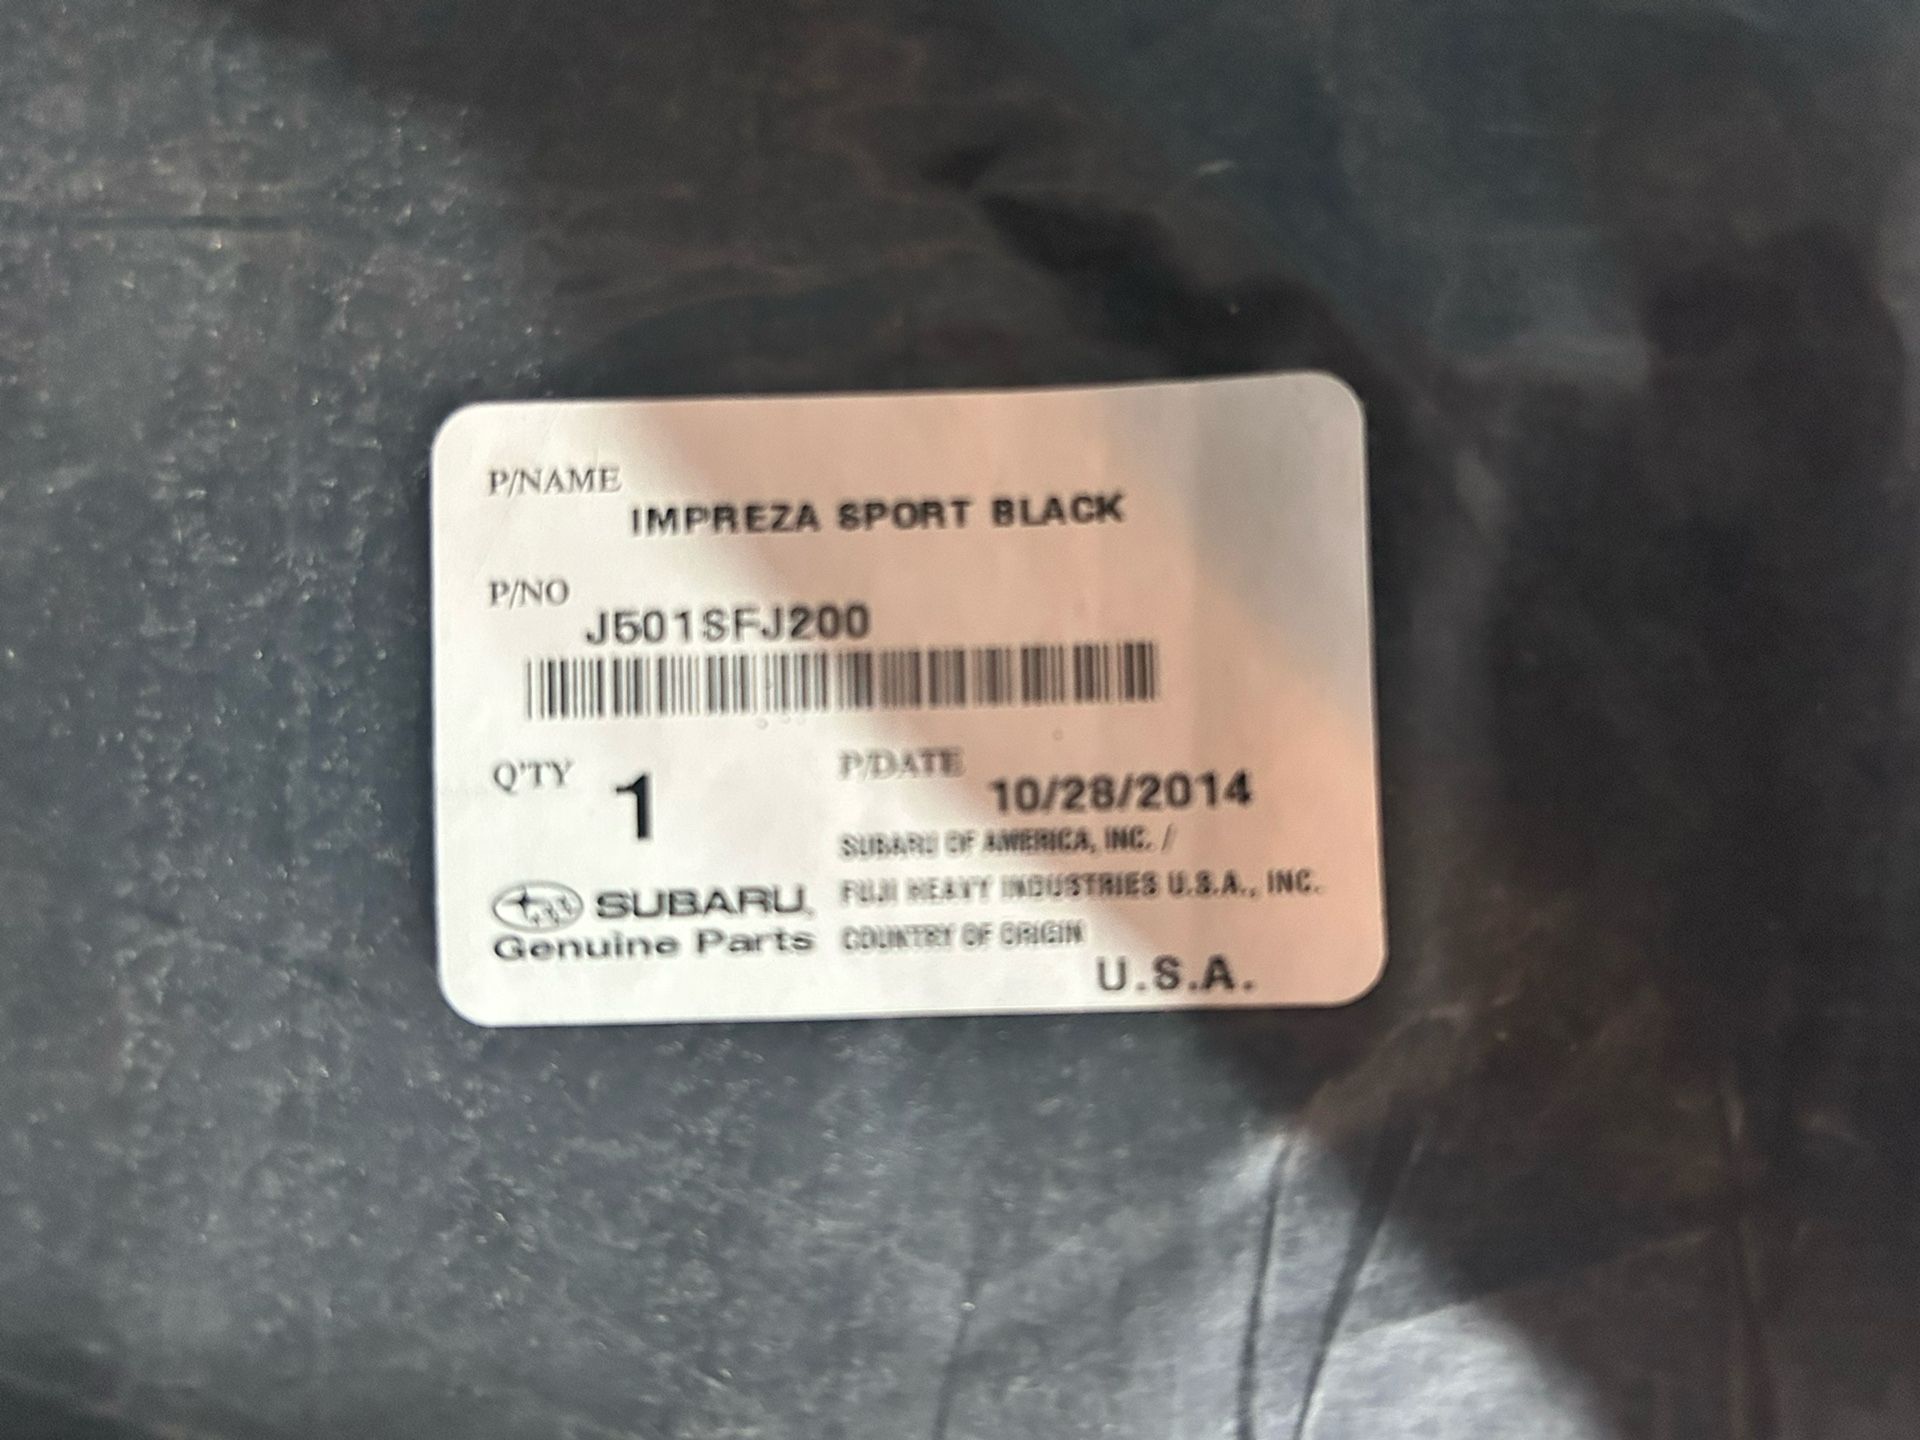 P/NAME
IMPREZA SPORT BLACK
P/NO
J501SFJ200
Q'TY 1
P/DATE 10/28/2014
SUBARU OF AMERICA, INC. /
FUJI HEAVY INDUSTRIES U.S.A., INC.
COUNTRY OF ORIGIN
U.S.A.
SUBARU
Genuine Parts